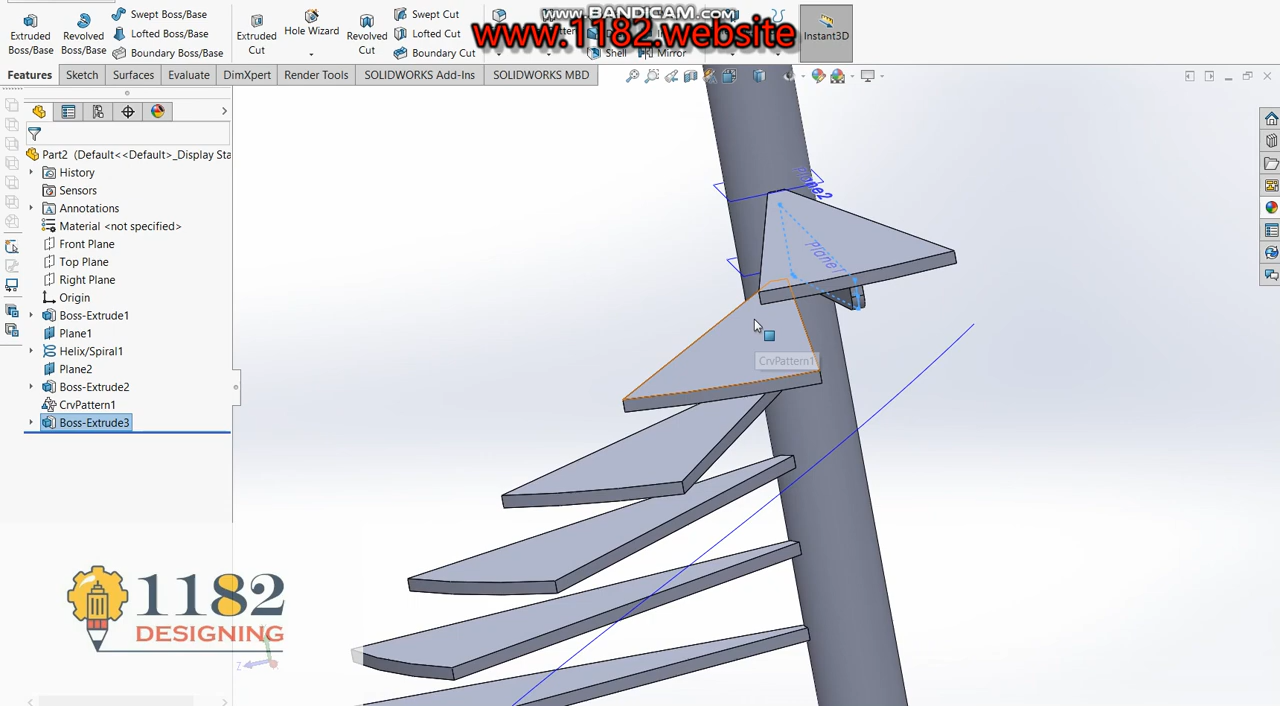 www.BANDICAM.com
www.1182.website
Extruded Boss/Base
Revolved Boss/Base
Swept Boss/Base
Lofted Boss/Base
Boundary Boss/Base
Extruded Cut
Hole Wizard
Revolved Cut
Swept Cut
Lofted Cut
Boundary Cut
Shell
Mirror
Instant3D
Features
Sketch
Surfaces
Evaluate
DimXpert
Render Tools
SOLIDWORKS Add-Ins
SOLIDWORKS MBD
Part2 (Default<<Default>_Display Sta
History
Sensors
Annotations
Material <not specified>
Front Plane
Top Plane
Right Plane
Origin
Boss-Extrude1
Plane1
Helix/Spiral1
Plane2
Boss-Extrude2
CrvPattern1
Boss-Extrude3
Plane2
Plane1
CrvPattern1
1182
DESIGNING
Z